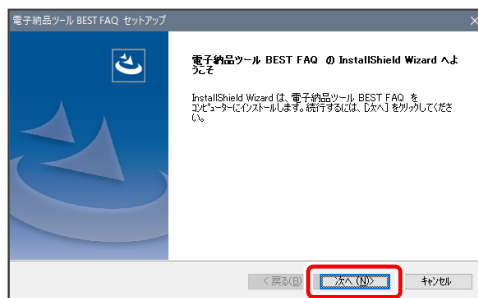 電子納品ツール BEST FAQ セットアップ
電子納品ツール BEST FAQ の InstallShield Wizard へよ
うこそ
InstallShield Wizard は、電子納品ツール BEST FAQ を
コンピューターにインストールします。続行するには、[次へ] をクリックしてくださ
い。
< 戻る(B)
次へ (N)>
キャンセル